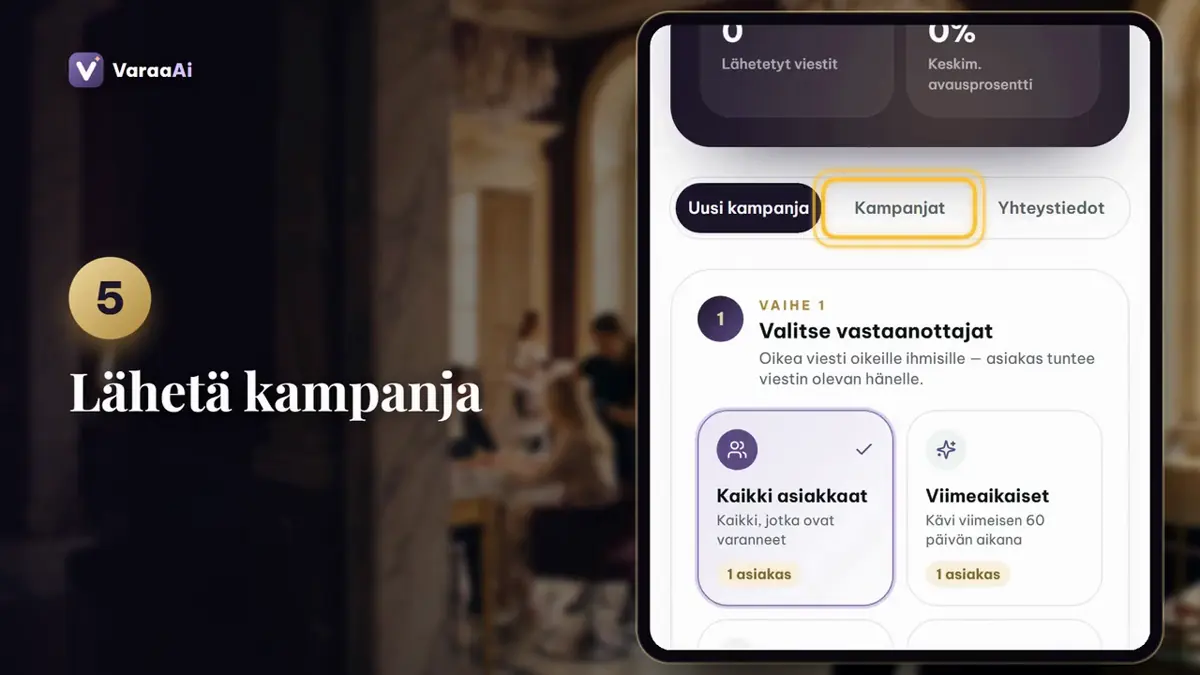 VaraaAi
5
Lähetä kampanja
0
Lähetetyt viestit
0%
Keskim.
avausprosentti
Uusi kampanja
Kampanjat
Yhteystiedot
1
VAIHE 1
Valitse vastaanottajat
Oikea viesti oikeille ihmisille — asiakas tuntee
viestin olevan hänelle.
Kaikki asiakkaat
Kaikki, jotka ovat
varanneet
1 asiakas
Viimeaikaiset
Kävi viimeisen 60
päivän aikana
1 asiakas